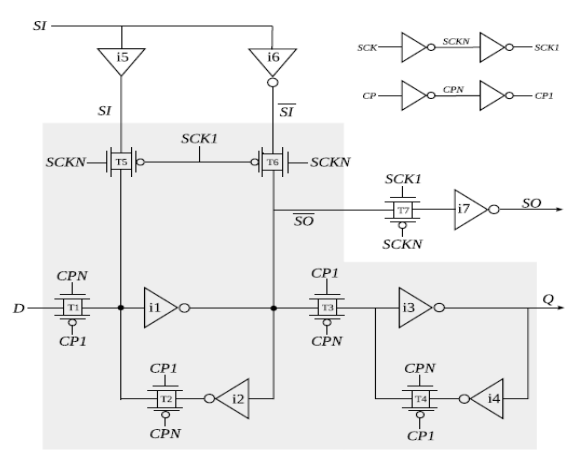 SI
i5 i6
SCK SCKN SCK1
CP CPN CP1
SI SI
SCKN T5 SCK1 T6 SCKN
SCK1
SO T7 i7 SO
SCKN
CPN CP1
D T1 i1 T3 i3 Q
CP1 CPN
CP1 CPN
T2 i2 T4 i4
CPN CP1